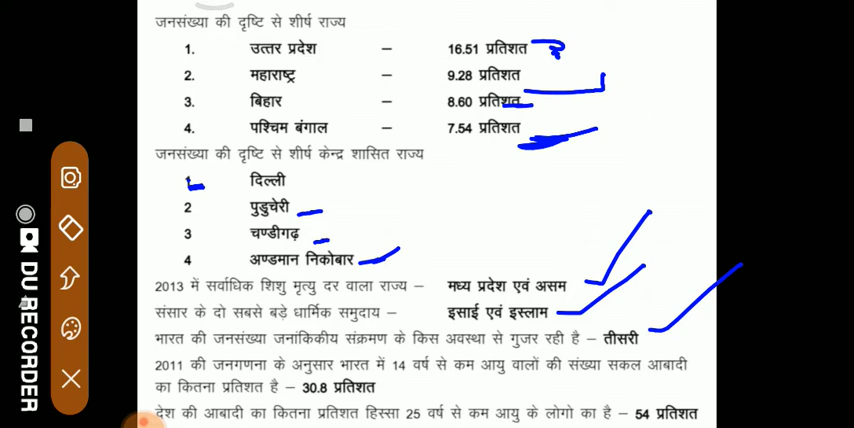 जनसंख्या की दृष्टि से शीर्ष राज्य
1. उत्तर प्रदेश – 16.51 प्रतिशत
2. महाराष्ट्र – 9.28 प्रतिशत
3. बिहार – 8.60 प्रतिशत
4. पश्चिम बंगाल – 7.54 प्रतिशत
जनसंख्या की दृष्टि से शीर्ष केन्द्र शासित राज्य
1 दिल्ली
2 पुडुचेरी
3 चण्डीगढ़
4 अण्डमान निकोबार
2013 में सर्वाधिक शिशु मृत्यु दर वाला राज्य – मध्य प्रदेश एवं असम
संसार के दो सबसे बड़े धार्मिक समुदाय – इसाई एवं इस्लाम
भारत की जनसंख्या जनांकिकीय संक्रमण के किस अवस्था से गुजर रही है – तीसरी
2011 की जनगणना के अनुसार भारत में 14 वर्ष से कम आयु वालों की संख्या सकल आबादी
का कितना प्रतिशत है – 30.8 प्रतिशत
देश की आबादी का कितना प्रतिशत हिस्सा 25 वर्ष से कम आयु के लोगो का है – 54 प्रतिशत
DU RECORDER